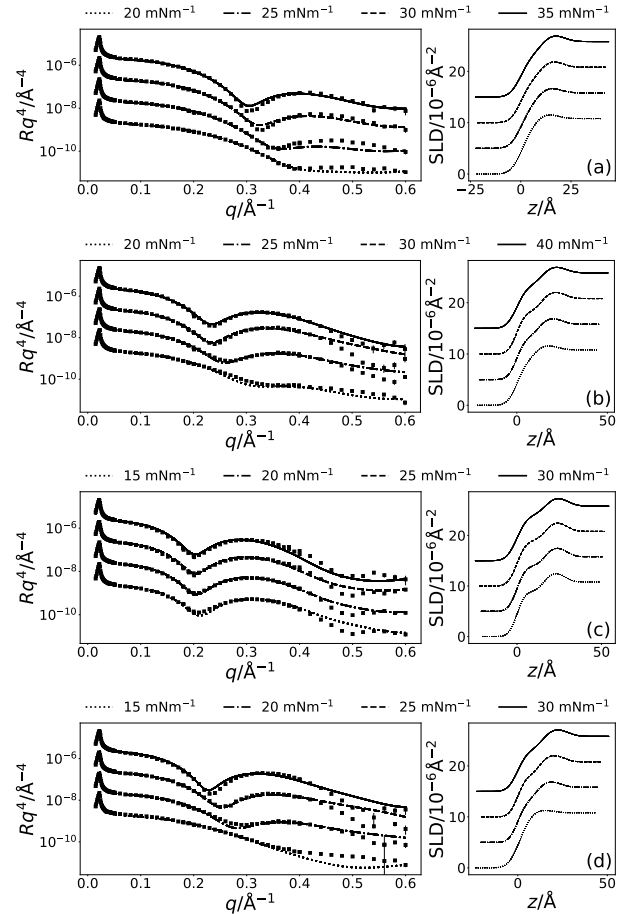 20 mNm⁻¹ 25 mNm⁻¹ 30 mNm⁻¹ 35 mNm⁻¹
Rq⁴/Å⁻⁴
10⁻⁶
10⁻⁸
10⁻¹⁰
0.0 0.1 0.2 0.3 0.4 0.5 0.6
q/Å⁻¹
SLD/10⁻⁶Å⁻²
20
10
0
−25 0 25
z/Å
(a)
20 mNm⁻¹ 25 mNm⁻¹ 30 mNm⁻¹ 40 mNm⁻¹
Rq⁴/Å⁻⁴
10⁻⁶
10⁻⁸
10⁻¹⁰
0.0 0.1 0.2 0.3 0.4 0.5 0.6
q/Å⁻¹
SLD/10⁻⁶Å⁻²
20
10
0
0 50
z/Å
(b)
15 mNm⁻¹ 20 mNm⁻¹ 25 mNm⁻¹ 30 mNm⁻¹
Rq⁴/Å⁻⁴
10⁻⁶
10⁻⁸
10⁻¹⁰
0.0 0.1 0.2 0.3 0.4 0.5 0.6
q/Å⁻¹
SLD/10⁻⁶Å⁻²
20
10
0
0 50
z/Å
(c)
15 mNm⁻¹ 20 mNm⁻¹ 25 mNm⁻¹ 30 mNm⁻¹
Rq⁴/Å⁻⁴
10⁻⁶
10⁻⁸
10⁻¹⁰
0.0 0.1 0.2 0.3 0.4 0.5 0.6
q/Å⁻¹
SLD/10⁻⁶Å⁻²
20
10
0
0 50
z/Å
(d)